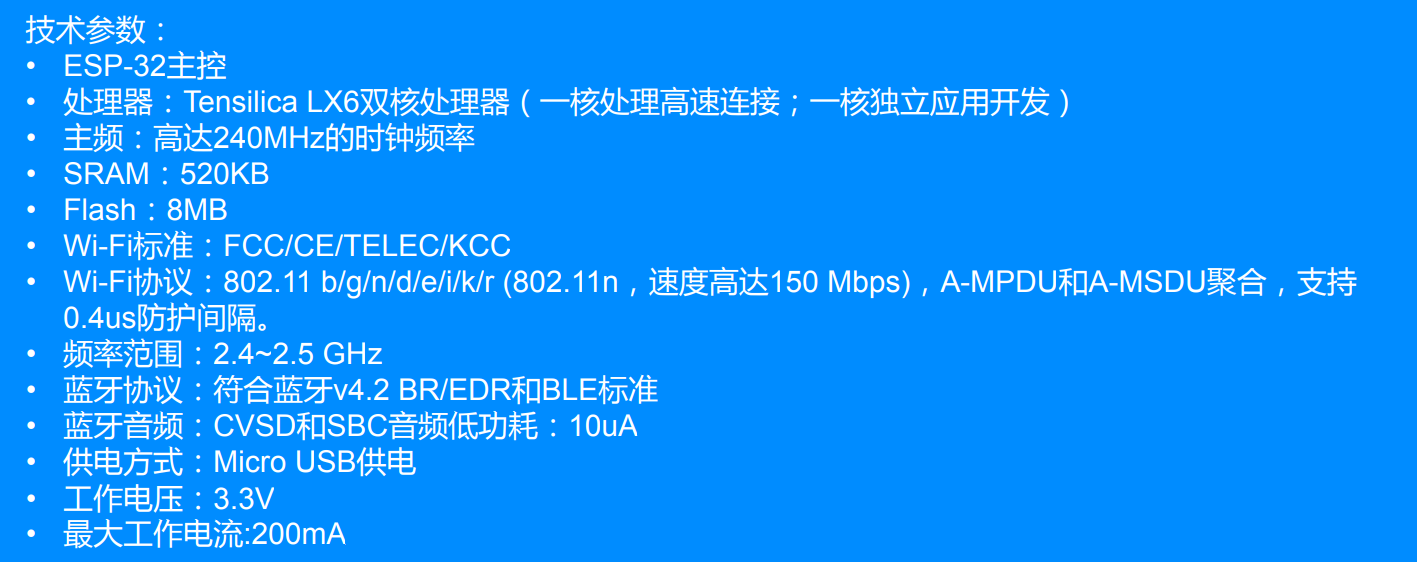 技术参数：
• ESP-32主控
• 处理器：Tensilica LX6双核处理器（一核处理高速连接；一核独立应用开发）
• 主频：高达240MHz的时钟频率
• SRAM：520KB
• Flash：8MB
• Wi-Fi标准：FCC/CE/TELEC/KCC
• Wi-Fi协议：802.11 b/g/n/d/e/i/k/r (802.11n，速度高达150 Mbps)，A-MPDU和A-MSDU聚合，支持
0.4us防护间隔。
• 频率范围：2.4~2.5 GHz
• 蓝牙协议：符合蓝牙v4.2 BR/EDR和BLE标准
• 蓝牙音频：CVSD和SBC音频低功耗：10uA
• 供电方式：Micro USB供电
• 工作电压：3.3V
• 最大工作电流:200mA